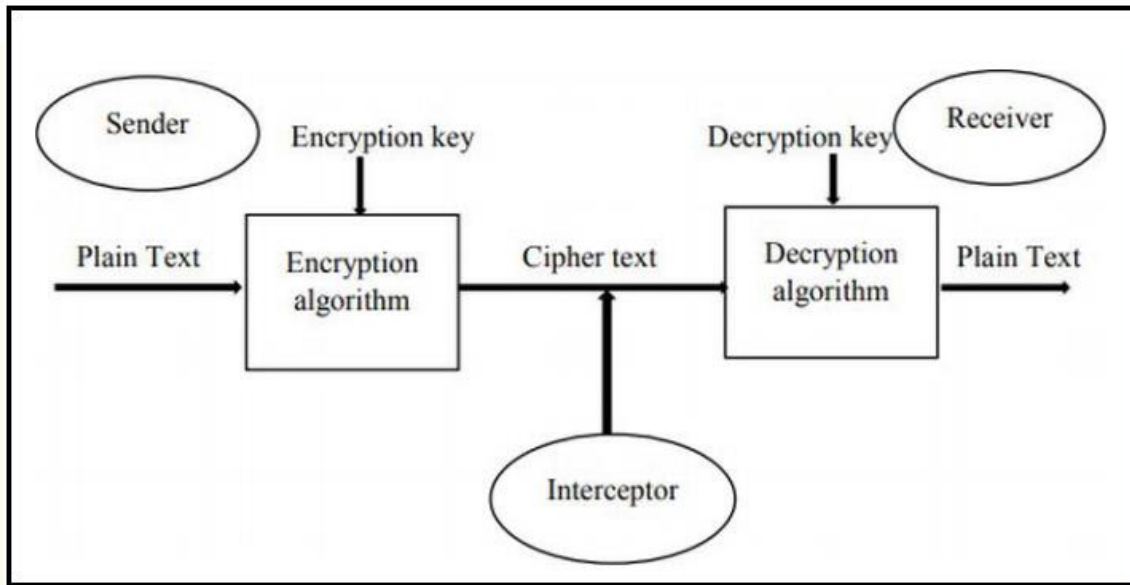 Sender
Encryption key
Decryption key
Receiver
Plain Text
Encryption
algorithm
Cipher text
Decryption
algorithm
Plain Text
Interceptor